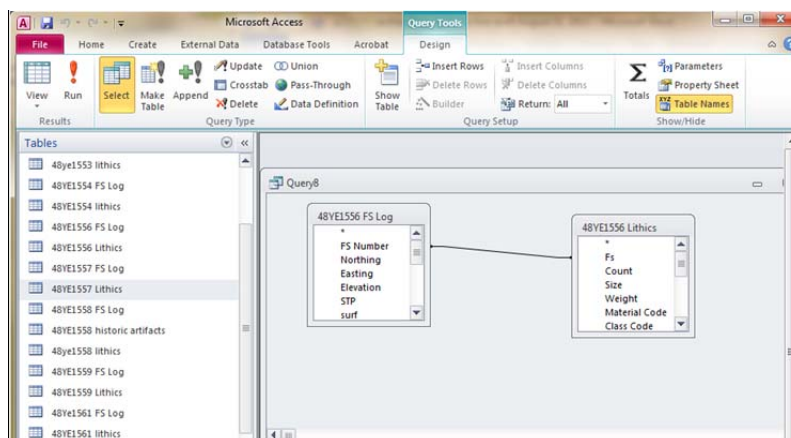 Microsoft Access
Query Tools
File Home Create External Data Database Tools Acrobat Design
View
Run
Select
Make Table
Append
Update
Crosstab
Delete
Union
Pass-Through
Data Definition
Show Table
Insert Rows
Delete Rows
Builder
Insert Columns
Delete Columns
Return: All
Totals
Parameters
Property Sheet
Table Names
Results Query Type Query Setup Show/Hide
Tables
48ye1553 lithics
48YE1554 FS Log
48YE1554 lithics
48YE1556 FS Log
48YE1556 Lithics
48YE1557 FS Log
48YE1557 Lithics
48YE1558 FS Log
48YE1558 historic artifacts
48ye1558 lithics
48YE1559 FS Log
48YE1559 Lithics
48Ye1561 FS Log
48YE1561 lithics
Query8
48YE1556 FS Log
*
FS Number
Northing
Easting
Elevation
STP
surf
48YE1556 Lithics
*
Fs
Count
Size
Weight
Material Code
Class Code